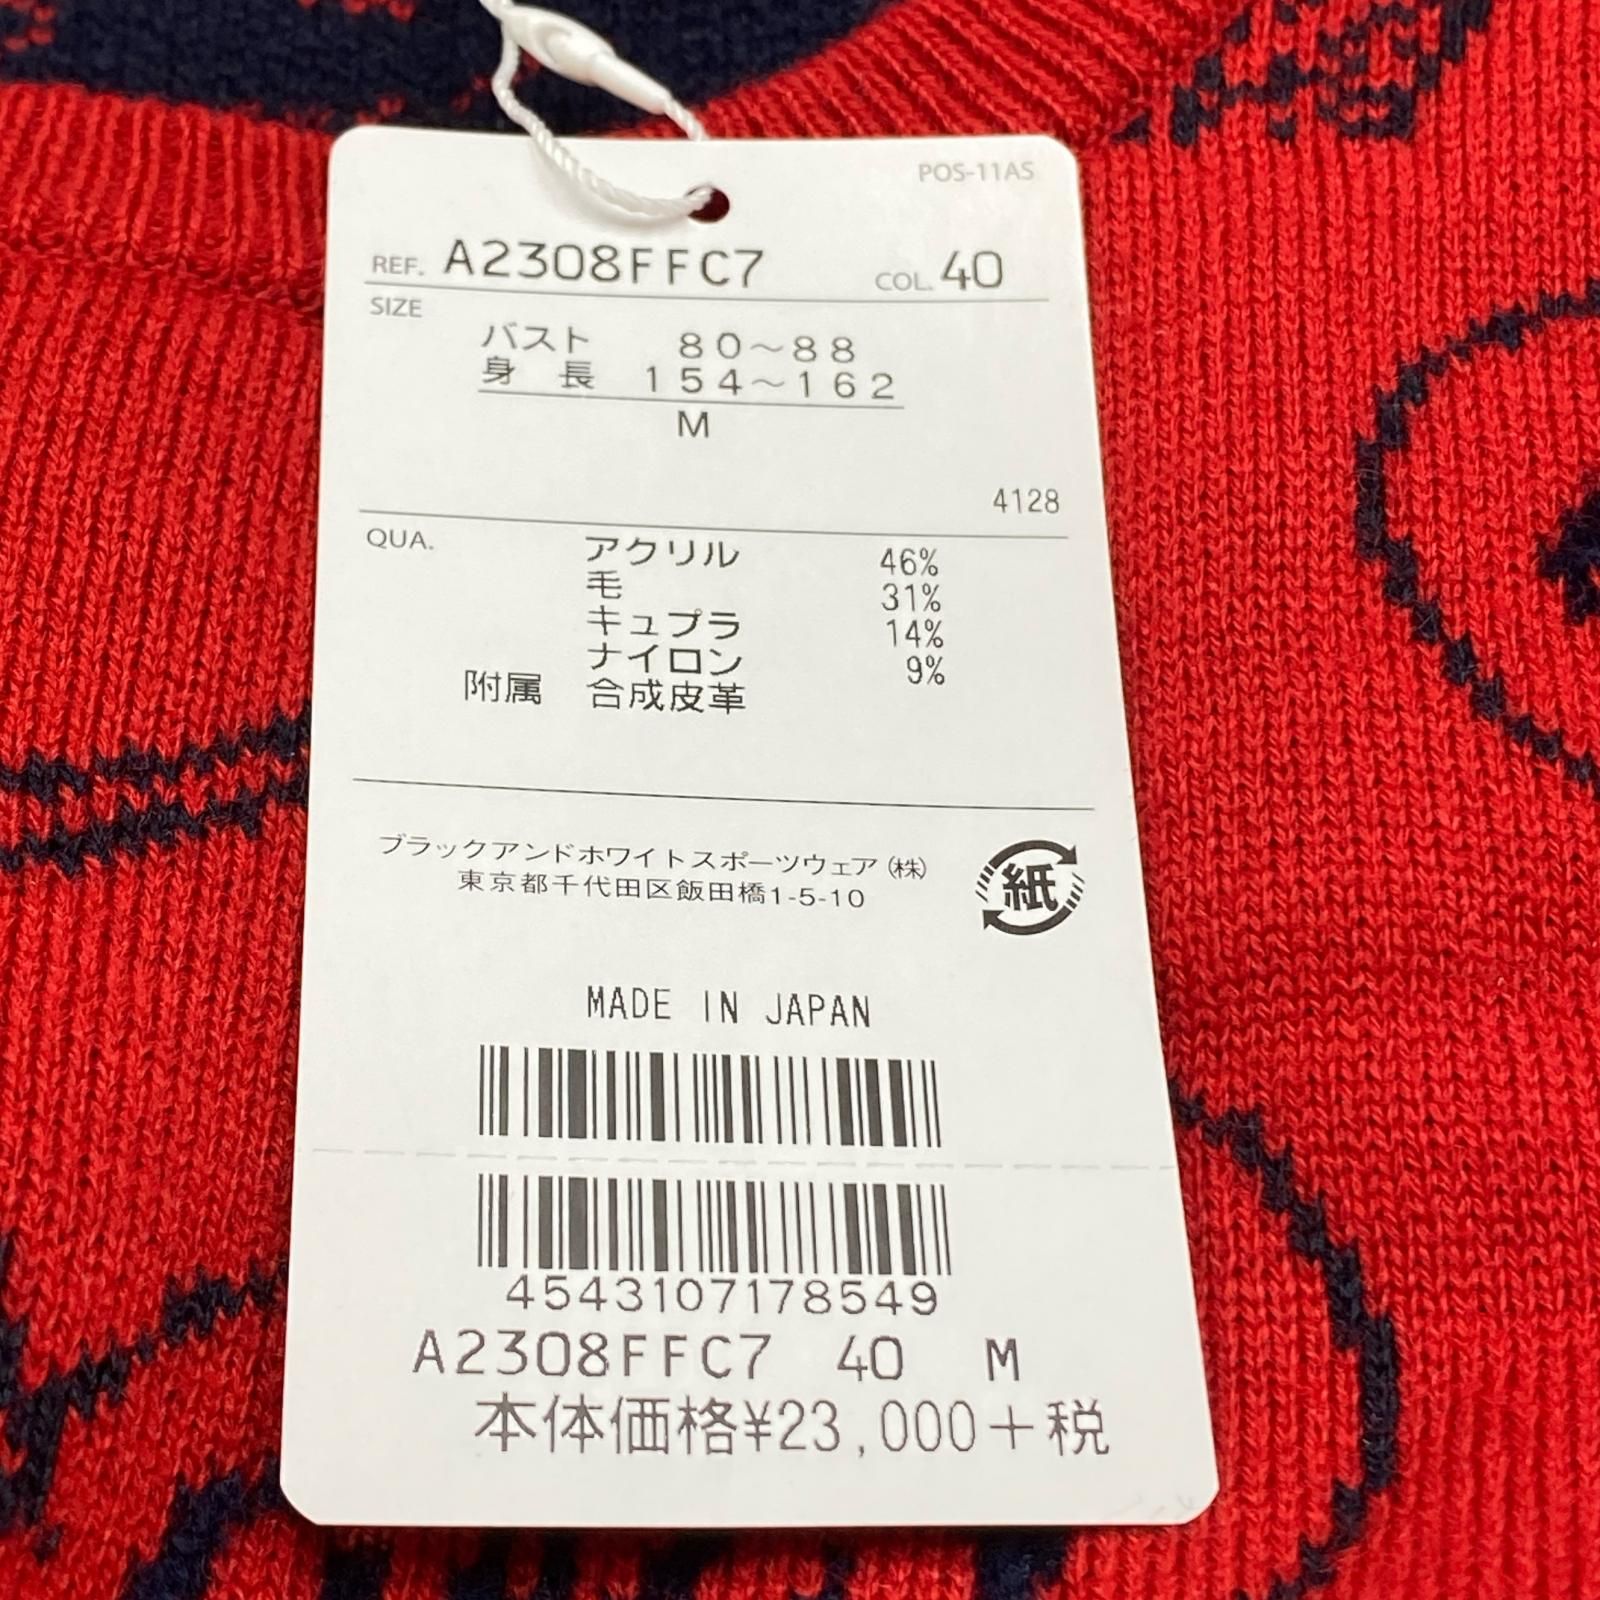 POS-11AS
REF. A2308FFC7 COL. 40
SIZE
バスト 80～88
身 長 154～162
M
4128
QUA. アクリル 46%
毛 31%
キュプラ 14%
ナイロン 9%
附属 合成皮革
ブラックアンドホワイトスポーツウェア(株)
東京都千代田区飯田橋1-5-10
紙
MADE IN JAPAN
4543107178549
A2308FFC7 40 M
本体価格¥23,000+税